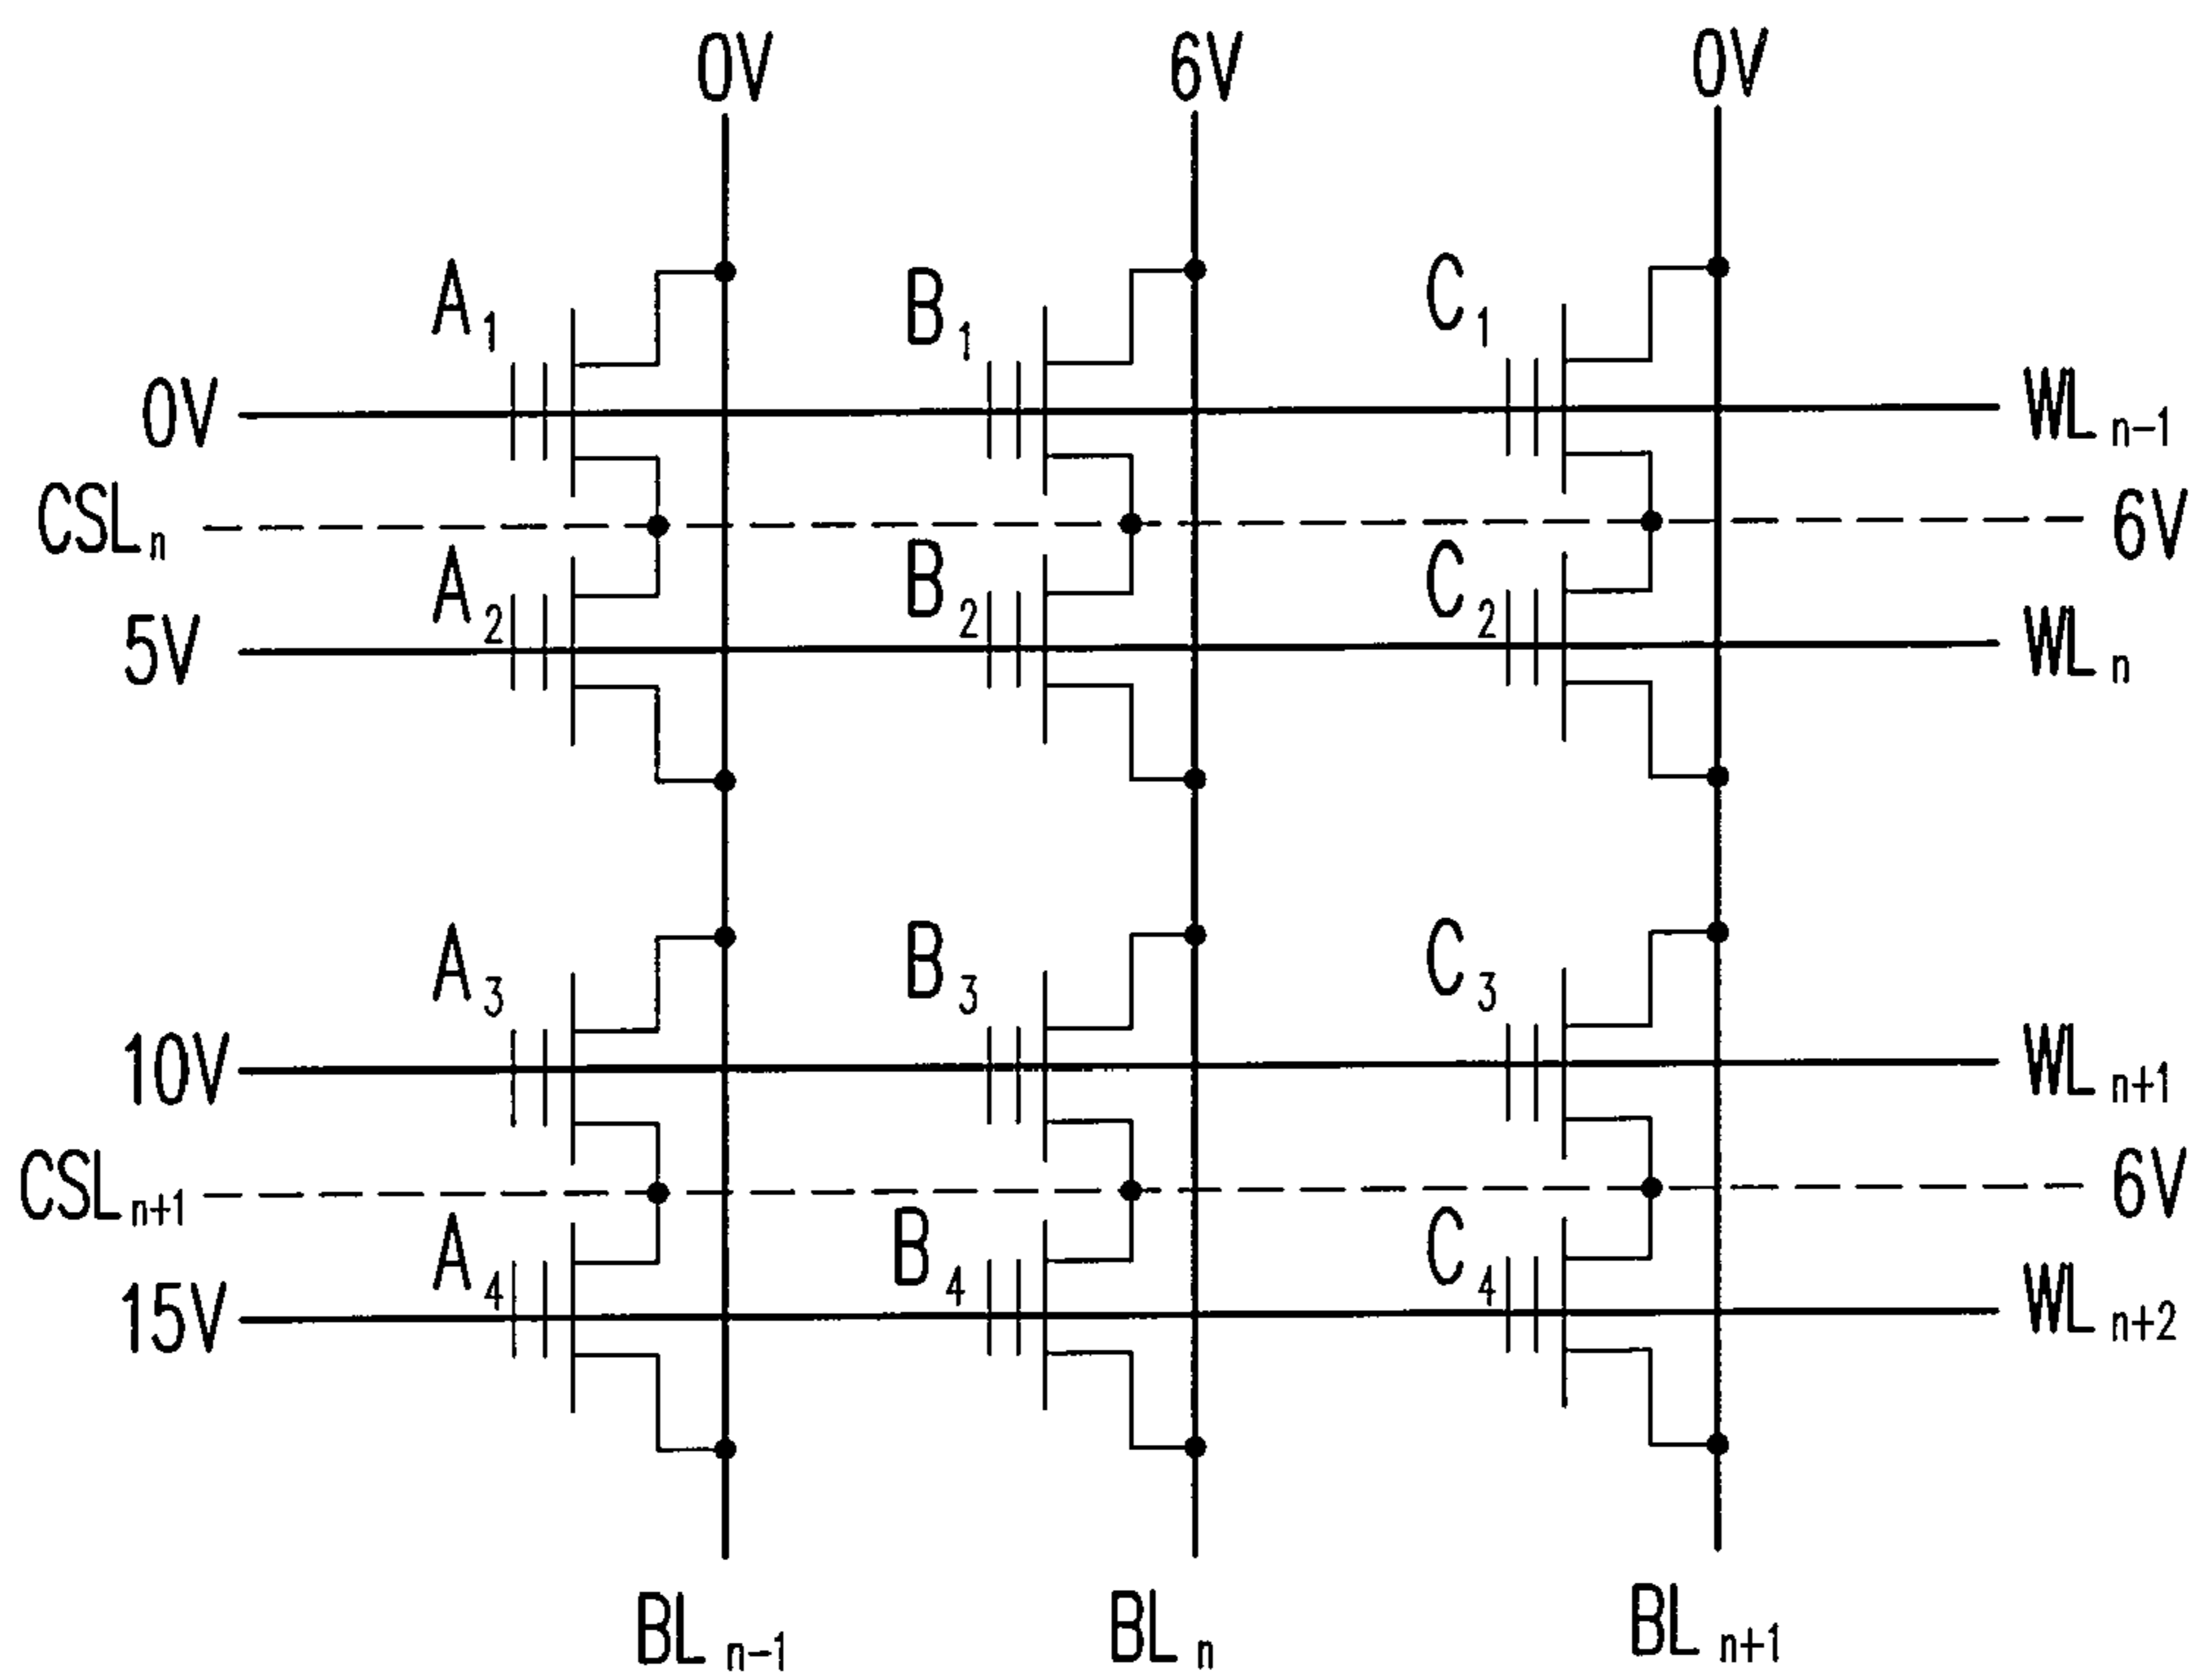 0V 6V 0V
A1 B1 C1
0V WLn-1
CSLn 6V
A2 B2 C2
5V WLn
A3 B3 C3
10V WLn+1
CSLn+1 6V
A4 B4 C4
15V WLn+2
BLn-1 BLn BLn+1